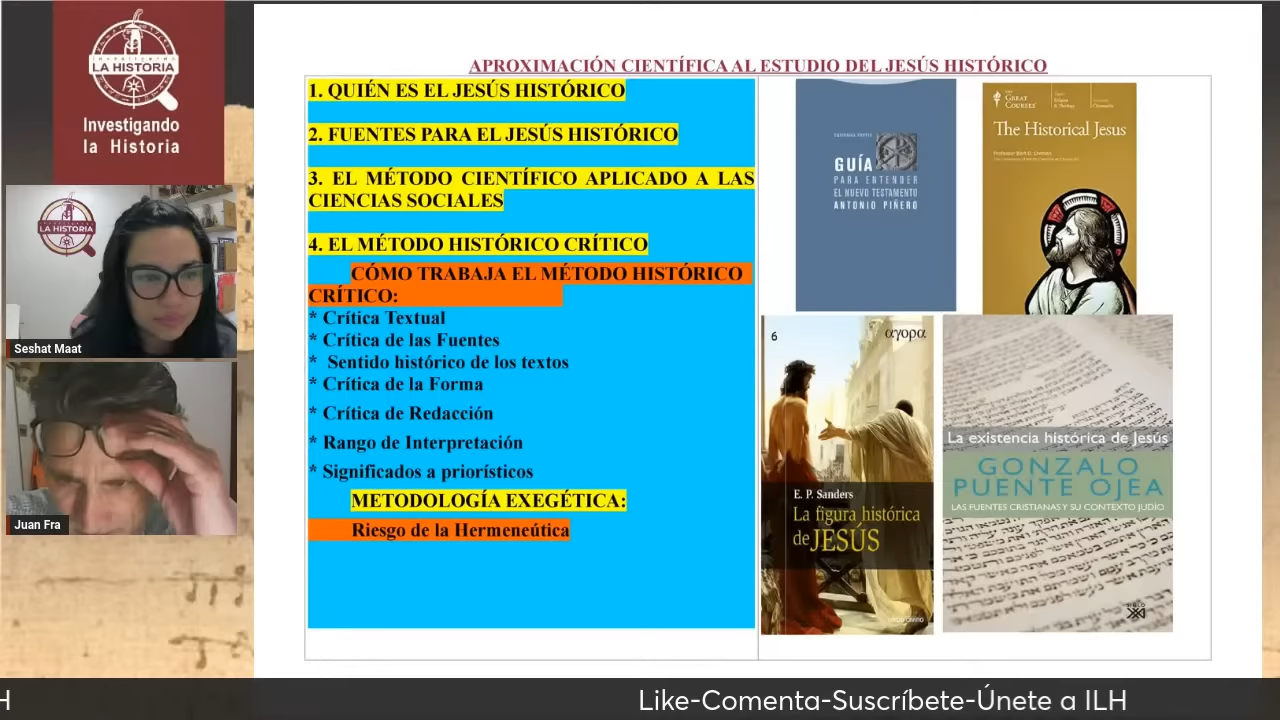 Investigando
LA HISTORIA
Investigando
la Historia
LA HISTORIA
Seshat Maat
Juan Fra
APROXIMACIÓN CIENTÍFICA AL ESTUDIO DEL JESÚS HISTÓRICO
1. QUIÉN ES EL JESÚS HISTÓRICO
2. FUENTES PARA EL JESÚS HISTÓRICO
3. EL MÉTODO CIENTÍFICO APLICADO A LAS
CIENCIAS SOCIALES
4. EL MÉTODO HISTÓRICO CRÍTICO
CÓMO TRABAJA EL MÉTODO HISTÓRICO
CRÍTICO:
* Crítica Textual
* Crítica de las Fuentes
* Sentido histórico de los textos
* Crítica de la Forma
* Crítica de Redacción
* Rango de Interpretación
* Significados a priorísticos
METODOLOGÍA EXEGÉTICA:
Riesgo de la Hermeneútica
GUÍA
PARA ENTENDER
EL NUEVO TESTAMENTO
ANTONIO PIÑERO
THE
GREAT
COURSES
The Historical Jesus
6
αγορα
E. P. Sanders
La figura histórica
de JESÚS
La existencia histórica de Jesús
GONZALO
PUENTE OJEA
LAS FUENTES CRISTIANAS Y SU CONTEXTO JUDÍO
SIGLO
H
Like-Comenta-Suscríbete-Únete a ILH